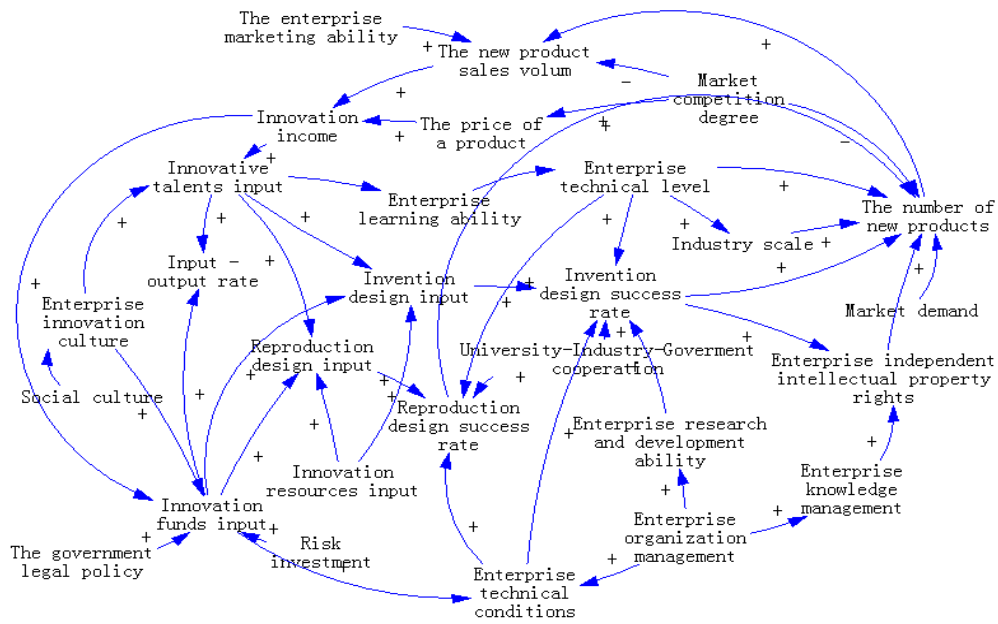 The enterprise
marketing ability
+
The new product
sales volum
+
Market
competition
degree
−
+
Innovation
income
The price of
a product
+
+
−
Innovative
talents input
+
Enterprise
technical level
+
Enterprise
learning ability
+
The number of
new products
+
+
+
+
+
Industry scale
+
Input -
output rate
+
Invention
design input
+
Invention
design success
rate
+
+
Market demand
+
Enterprise
innovation
culture
+
+
Reproduction
design input
University-Industry-Goverment
cooperation
+
+
+
Enterprise independent
intellectual property
rights
Social culture
+
+
+
+
Reproduction
design success
rate
+
+
Enterprise research
and development
ability
+
+
Innovation
resources input
Enterprise
knowledge
management
+
Innovation
funds input
+
+
Enterprise
organization
management
+
The government
legal policy
+
Risk
investment
+
+
Enterprise
technical
conditions
+